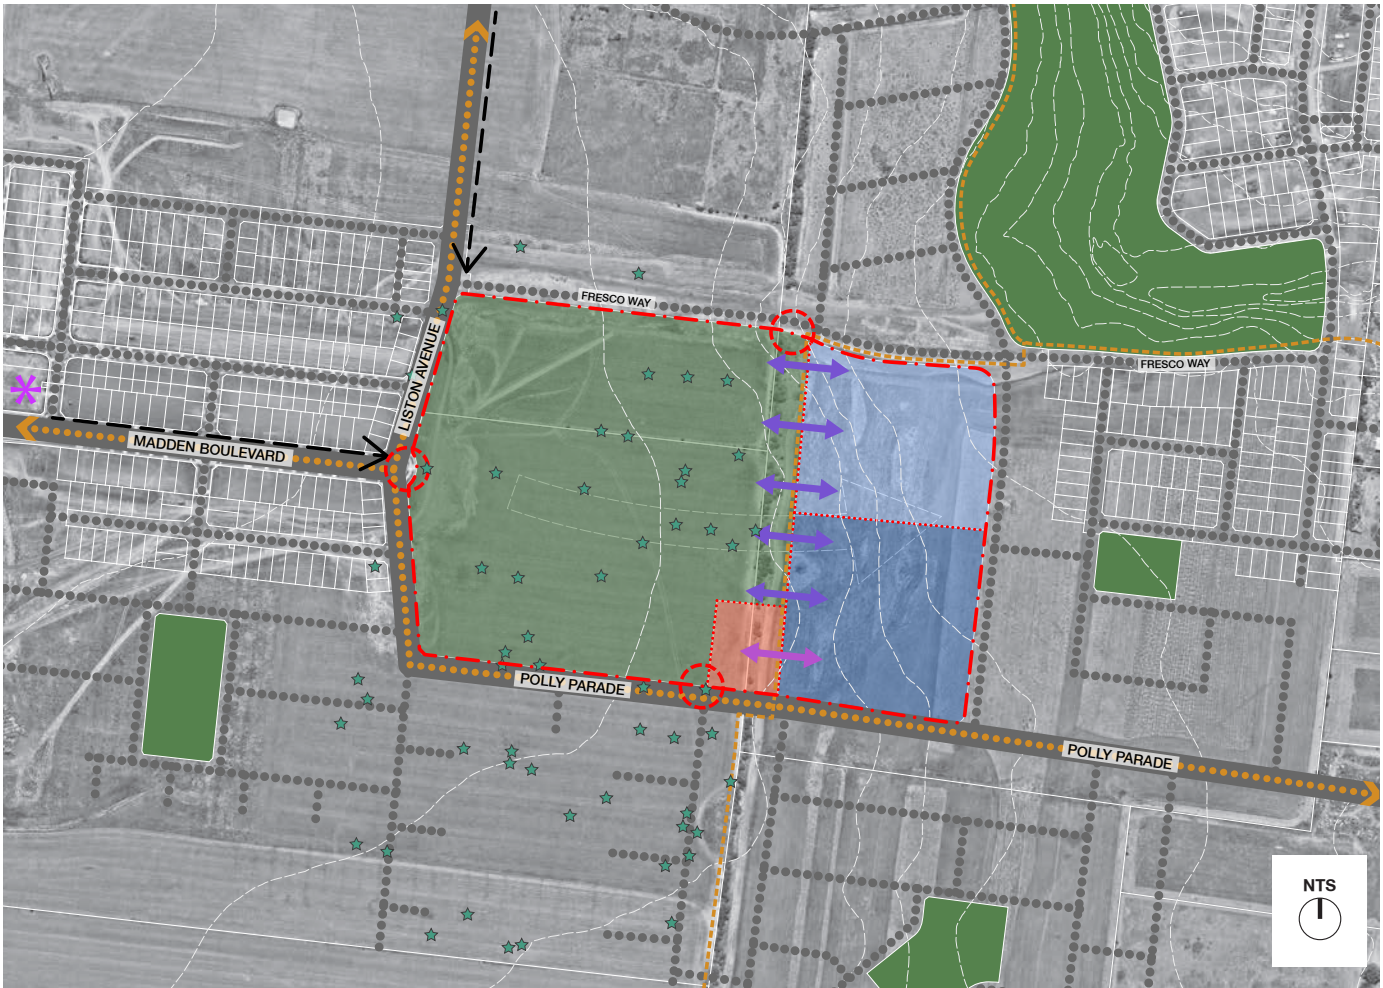 FRESCO WAY
LISTON AVENUE
FRESCO WAY
MADDEN BOULEVARD
POLLY PARADE
POLLY PARADE
NTS